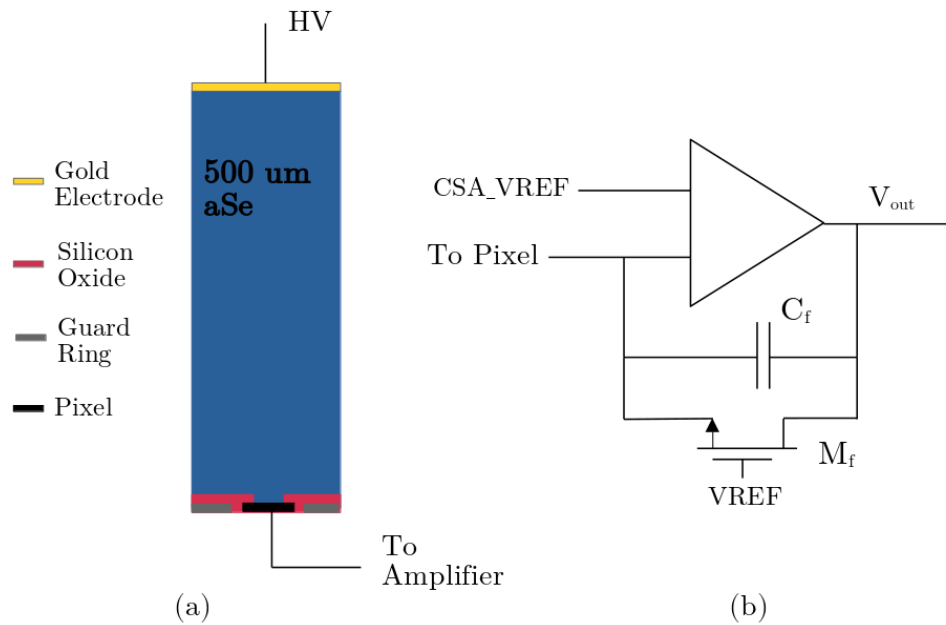 HV
Gold
Electrode
Silicon
Oxide
Guard
Ring
Pixel
500 um
aSe
To
Amplifier
(a)
CSA_VREF
To Pixel
Vout
Cf
Mf
VREF
(b)